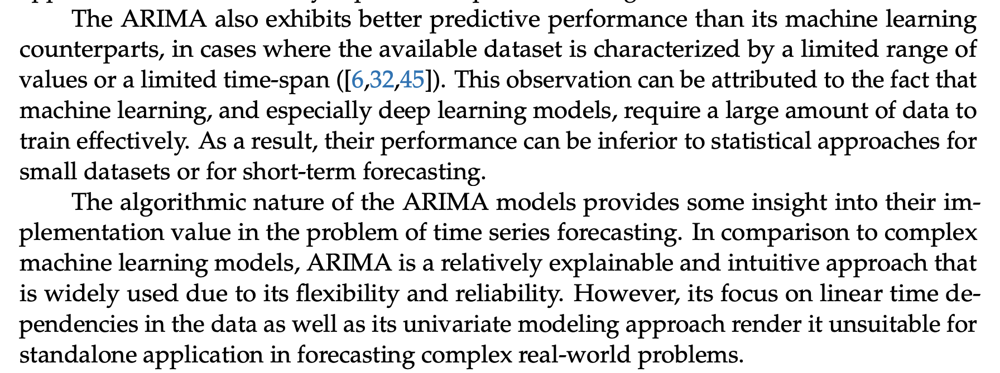 The ARIMA also exhibits better predictive performance than its machine learning
counterparts, in cases where the available dataset is characterized by a limited range of
values or a limited time-span ([6,32,45]). This observation can be attributed to the fact that
machine learning, and especially deep learning models, require a large amount of data to
train effectively. As a result, their performance can be inferior to statistical approaches for
small datasets or for short-term forecasting.
The algorithmic nature of the ARIMA models provides some insight into their im-
plementation value in the problem of time series forecasting. In comparison to complex
machine learning models, ARIMA is a relatively explainable and intuitive approach that
is widely used due to its flexibility and reliability. However, its focus on linear time de-
pendencies in the data as well as its univariate modeling approach render it unsuitable for
standalone application in forecasting complex real-world problems.